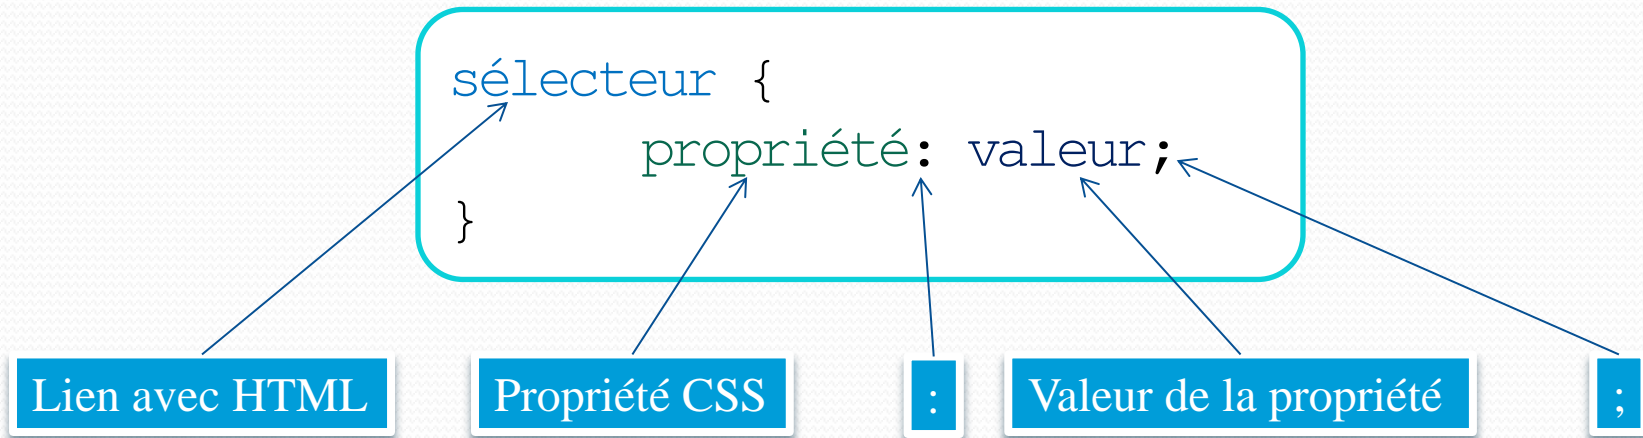 sélecteur {
propriété: valeur;
}
Lien avec HTML
Propriété CSS
:
Valeur de la propriété
;